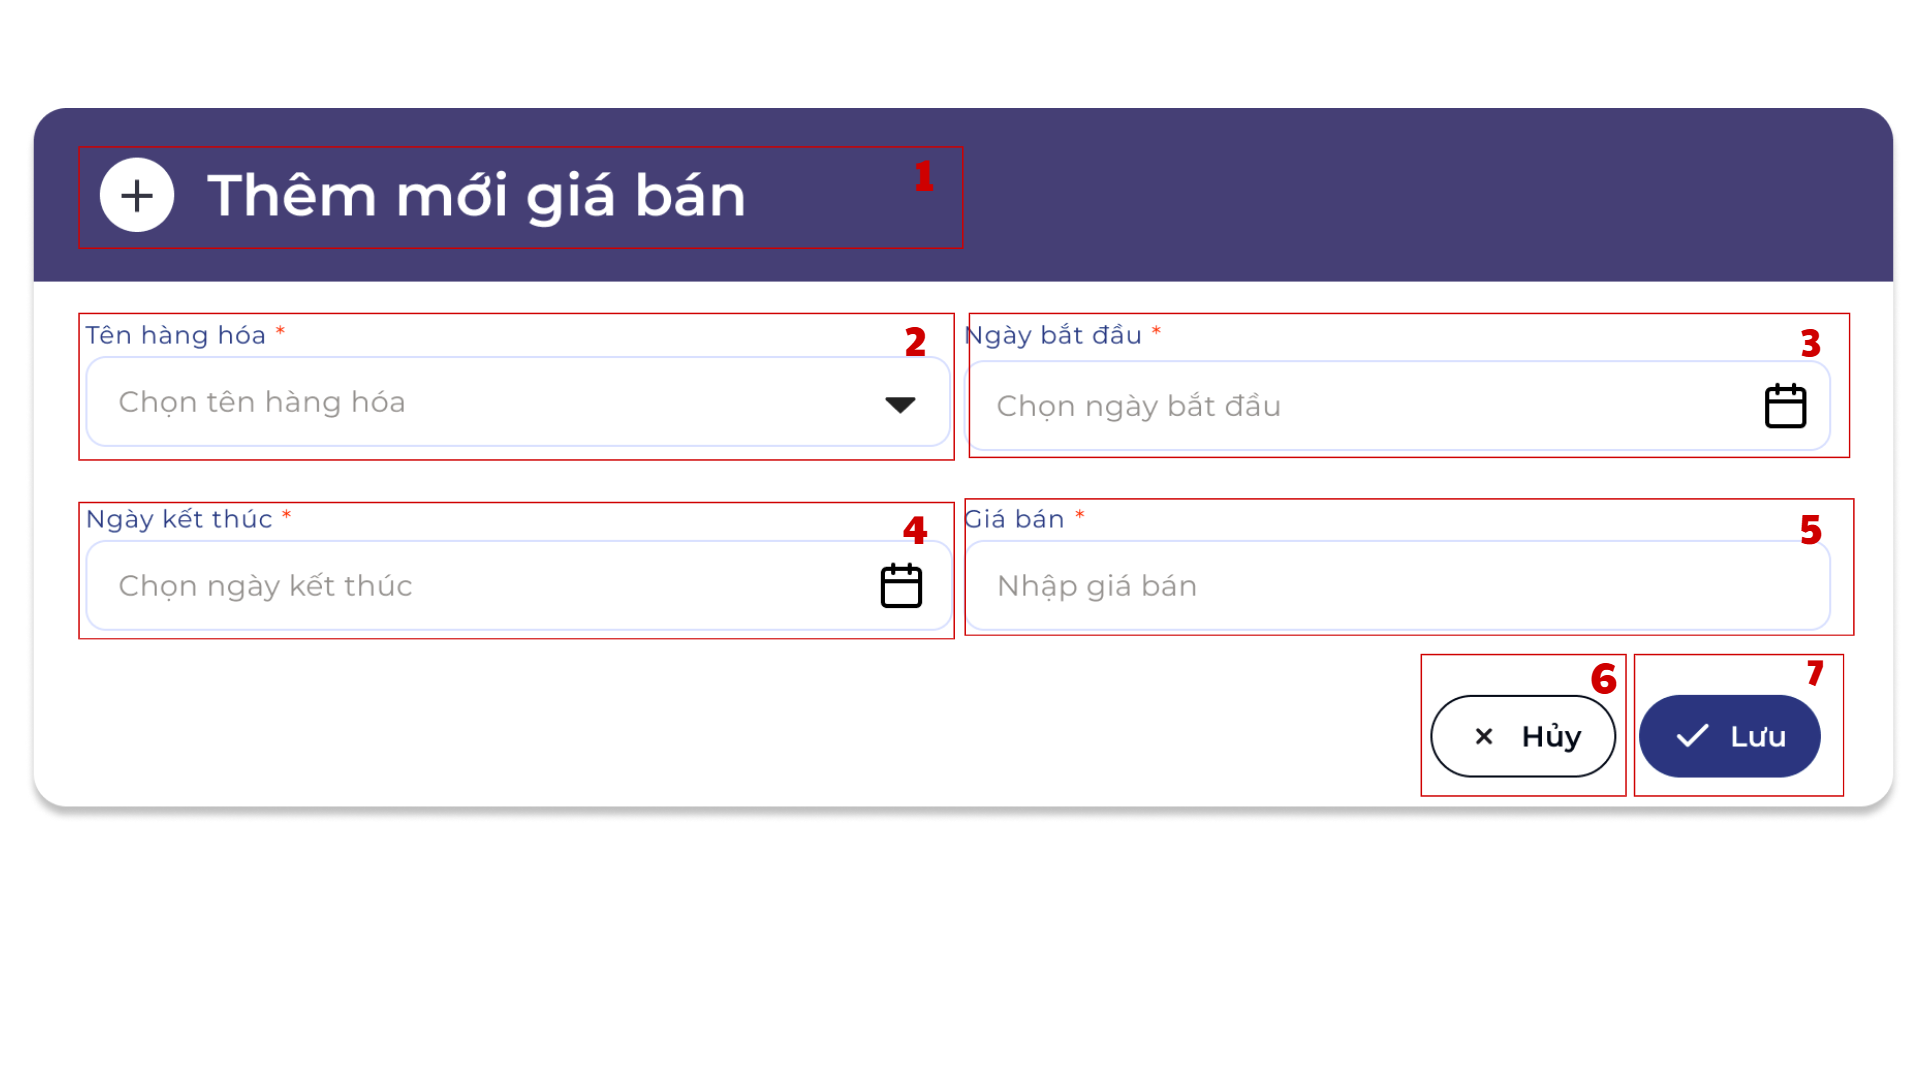 Thêm mới giá bán 1
Tên hàng hóa * 2
Chọn tên hàng hóa
Ngày bắt đầu * 3
Chọn ngày bắt đầu
Ngày kết thúc * 4
Chọn ngày kết thúc
Giá bán * 5
Nhập giá bán
6
Hủy
7
Lưu